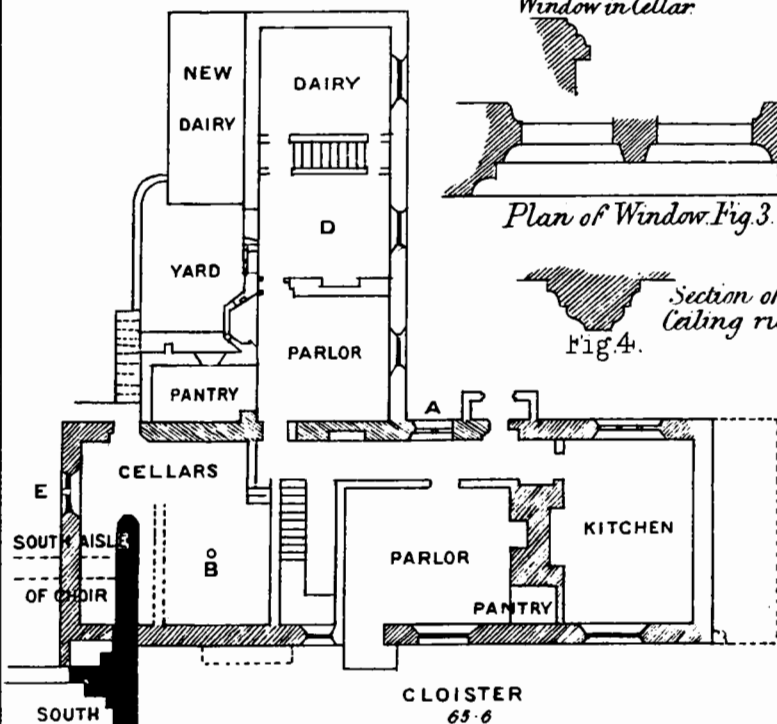 Window in Cellar.
NEW
DAIRY
DAIRY
Plan of Window. Fig. 3.
D
YARD
Section of
Ceiling
Fig. 4.
PARLOR
PANTRY
A
CELLARS
E
KITCHEN
SOUTH AISLE
B
PARLOR
OF CHOIR
PANTRY
CLOISTER
65·6
SOUTH